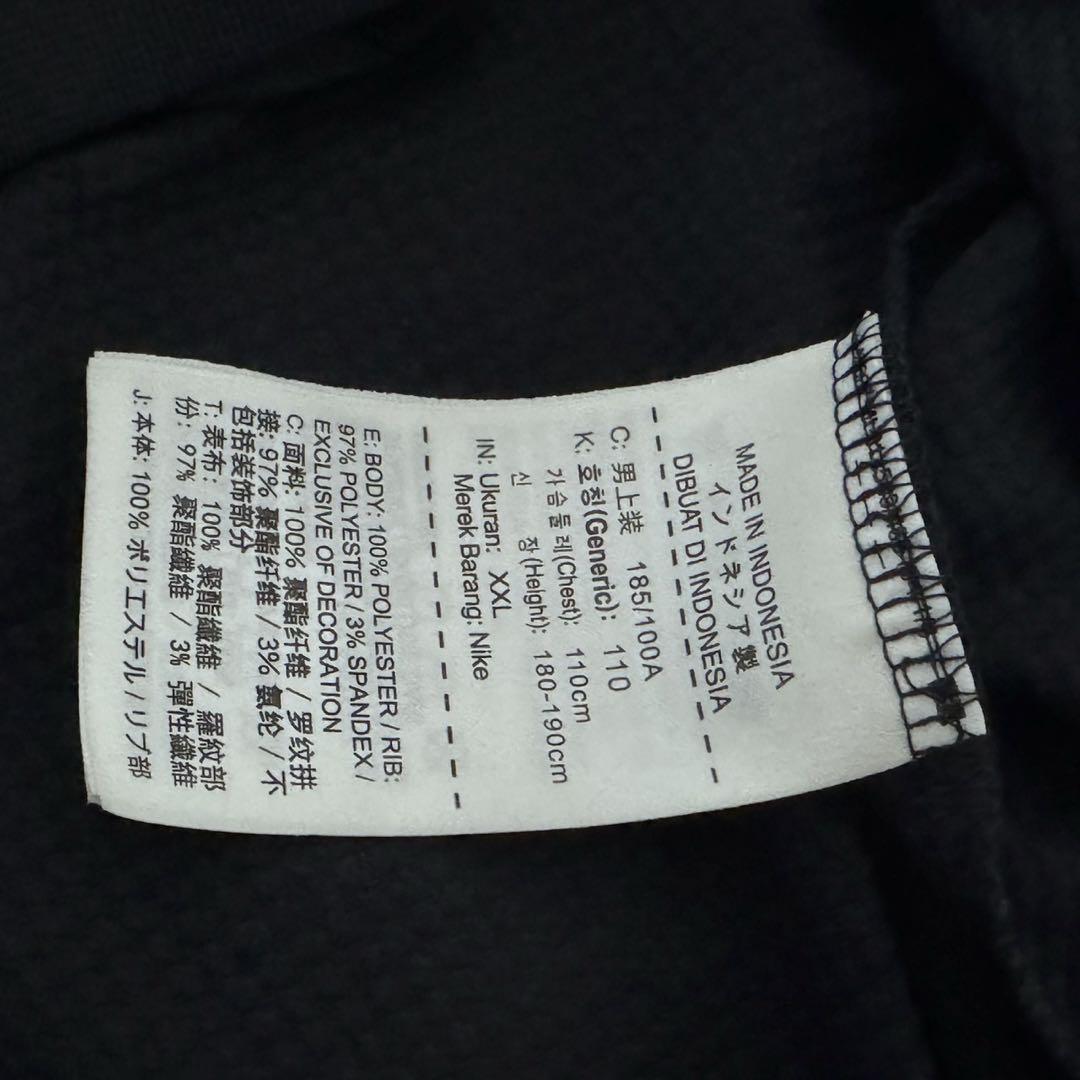 MADE IN INDONESIA
インドネシア製
DIBUAT DI INDONESIA
C: 男上装 185/100A
K: 호칭(Generic): 110
가슴둘레(Chest): 110cm
신 장(Height): 180-190cm
IN: Ukuran: XXL
Merek Barang: Nike
E: BODY: 100% POLYESTER / RIB:
97% POLYESTER / 3% SPANDEX /
EXCLUSIVE OF DECORATION
C: 面料: 100% 聚酯纤维 / 罗纹拼
接: 97% 聚酯纤维 / 3% 氨纶 / 不
包括装饰部分
T: 表布: 100% 聚酯纖維 / 羅紋部
份: 97% 聚酯纖維 / 3% 彈性纖維
J: 本体: 100% ポリエステル / リブ部